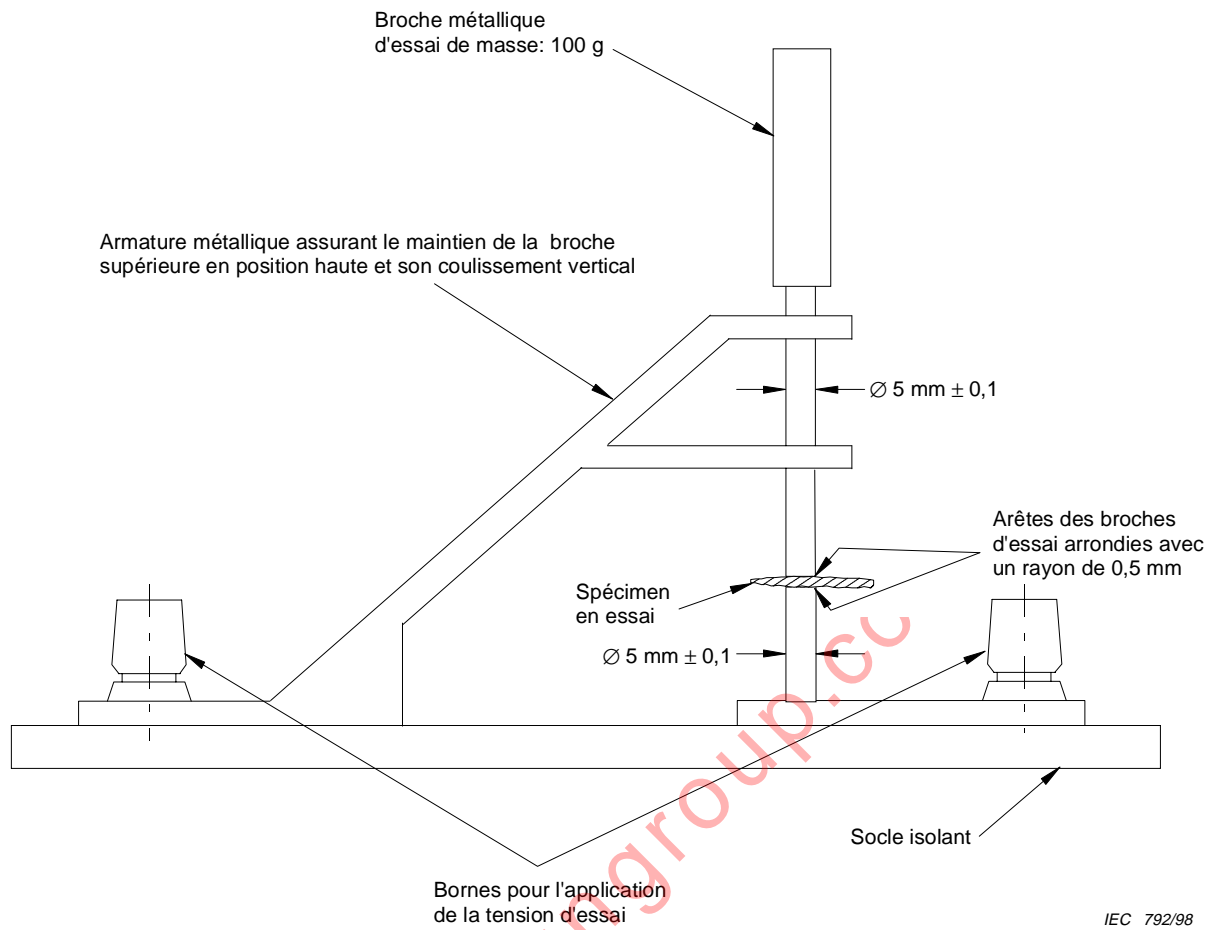 Broche métallique
d'essai de masse: 100 g
Armature métallique assurant le maintien de la broche
supérieure en position haute et son coulissement vertical
∅ 5 mm ± 0,1
Arêtes des broches
d'essai arrondies avec
un rayon de 0,5 mm
Spécimen
en essai
∅ 5 mm ± 0,1
Socle isolant
Bornes pour l'application
de la tension d'essai
ngroup.cc
IEC 792/98